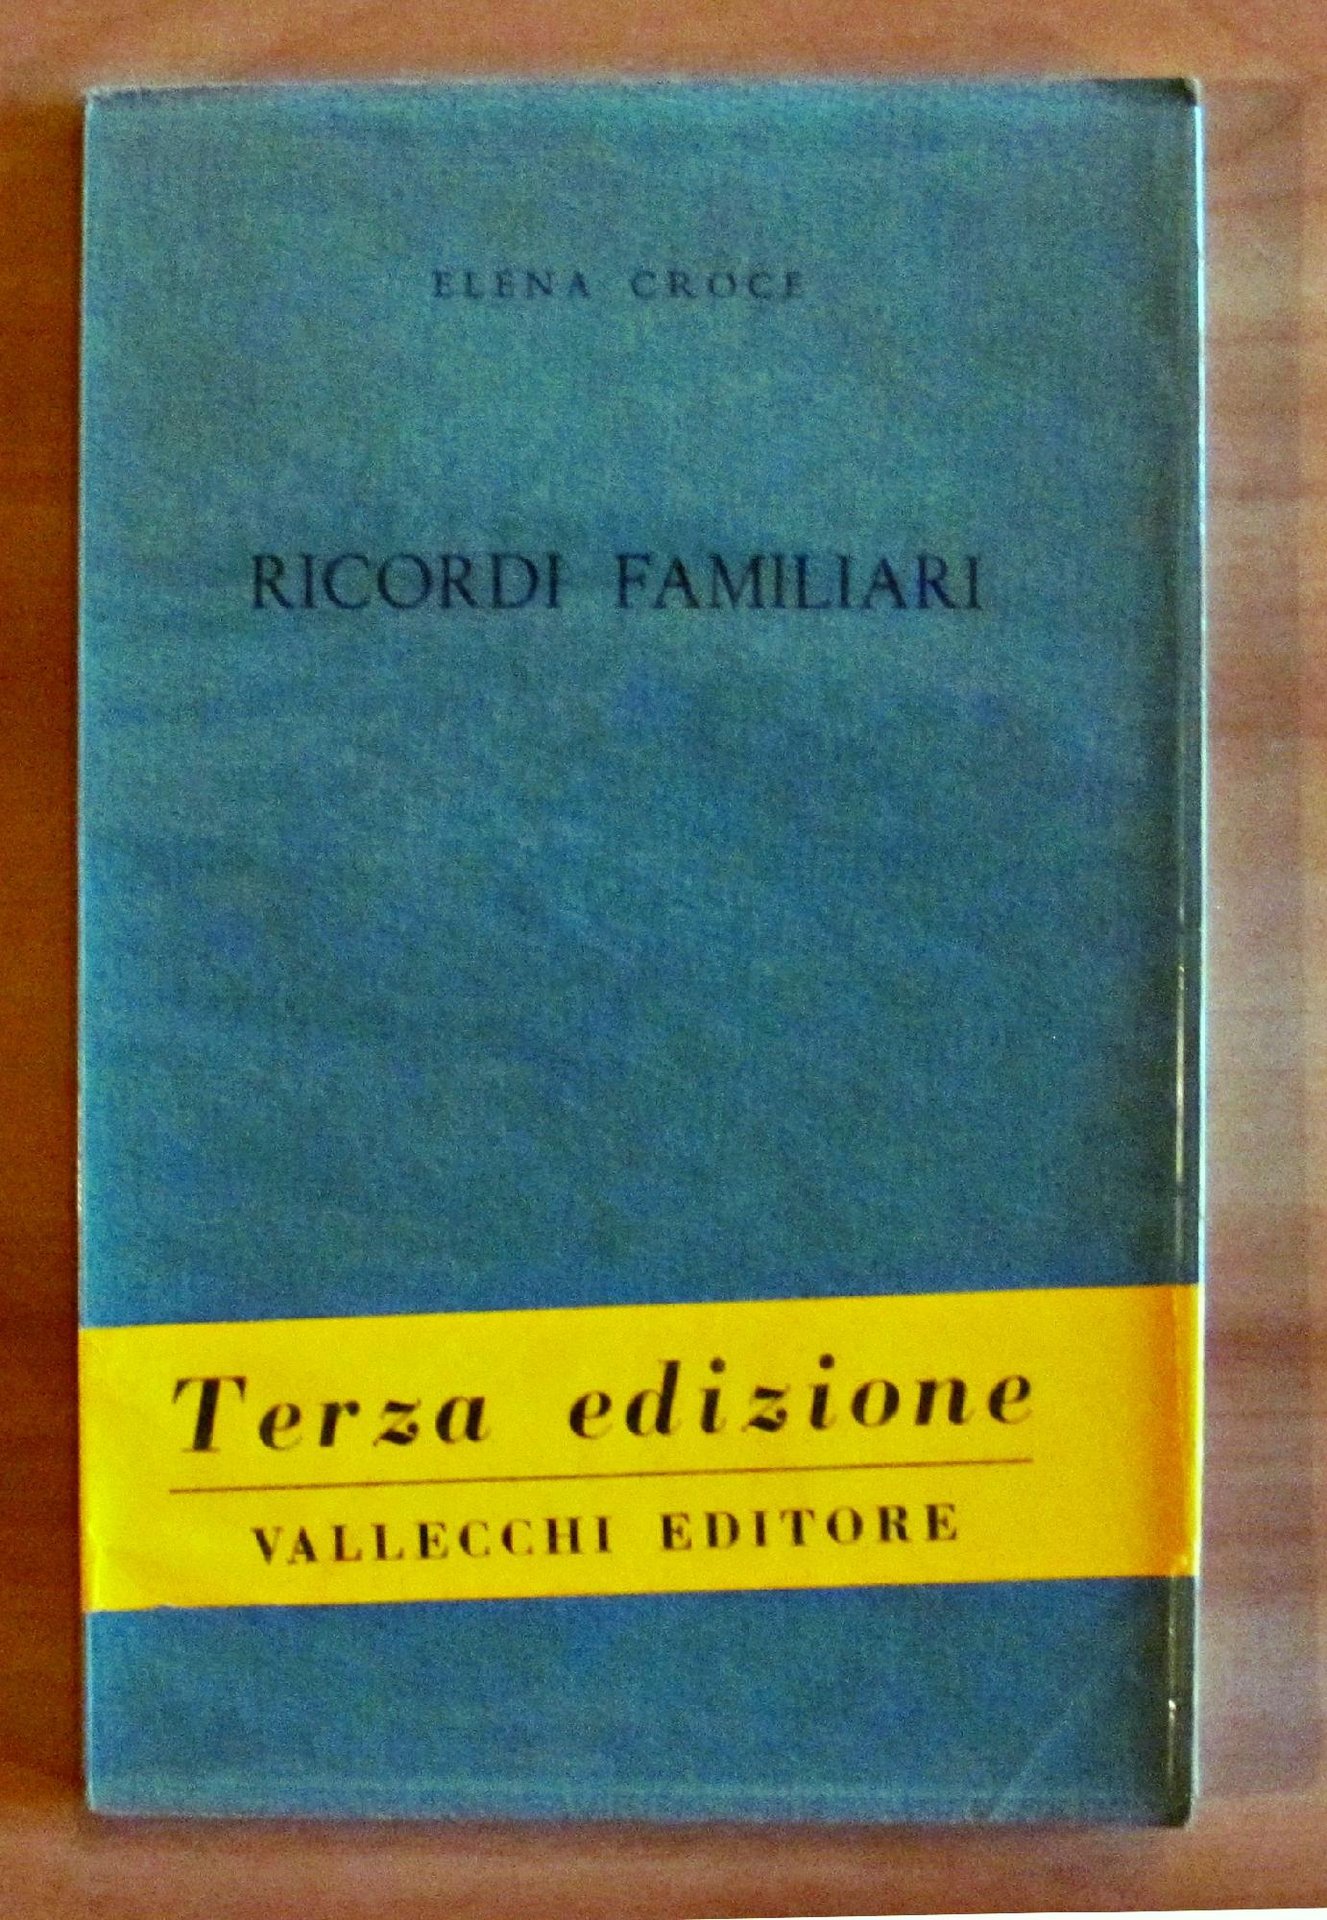 ELENA CROCE
RICORDI FAMILIARI
Terza edizione
VALLECCHI EDITORE